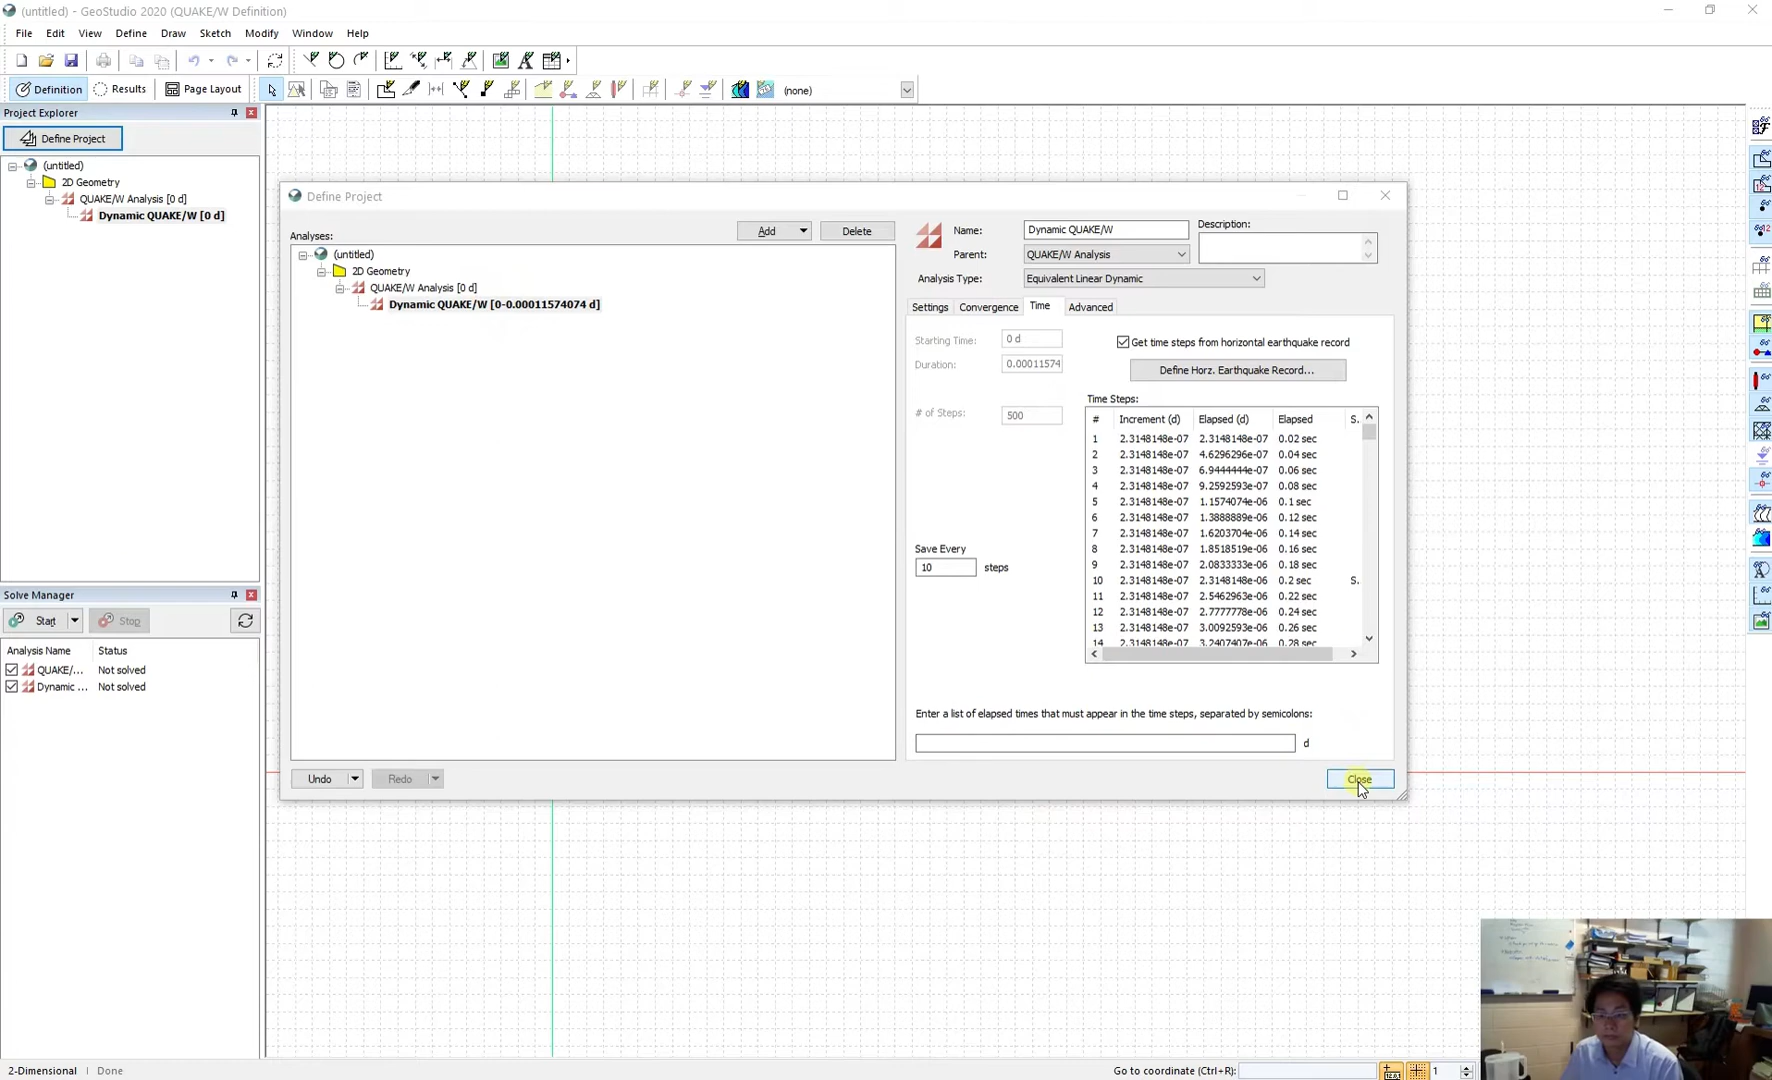 (untitled) - GeoStudio 2020 (QUAKE/W Definition)
File Edit View Define Draw Sketch Modify Window Help
Definition Results Page Layout (none)
Project Explorer
Define Project
(untitled)
2D Geometry
QUAKE/W Analysis [0 d]
Dynamic QUAKE/W [0 d]
Solve Manager
Start Stop
Analysis Name Status
QUAKE/... Not solved
Dynamic ... Not solved
Define Project
Analyses: Add Delete
(untitled)
2D Geometry
QUAKE/W Analysis [0 d]
Dynamic QUAKE/W [0-0.00011574074 d]
Undo Redo
Name: Dynamic QUAKE/W Description:
Parent: QUAKE/W Analysis
Analysis Type: Equivalent Linear Dynamic
Settings Convergence Time Advanced
Starting Time: 0 d
Duration: 0.00011574
# of Steps: 500
Save Every
10 steps
Get time steps from horizontal earthquake record
Define Horz. Earthquake Record...
Time Steps:
# Increment (d) Elapsed (d) Elapsed S.
1 2.3148148e-07 2.3148148e-07 0.02 sec
2 2.3148148e-07 4.6296296e-07 0.04 sec
3 2.3148148e-07 6.9444444e-07 0.06 sec
4 2.3148148e-07 9.2592593e-07 0.08 sec
5 2.3148148e-07 1.1574074e-06 0.1 sec
6 2.3148148e-07 1.3888889e-06 0.12 sec
7 2.3148148e-07 1.6203704e-06 0.14 sec
8 2.3148148e-07 1.8518519e-06 0.16 sec
9 2.3148148e-07 2.0833333e-06 0.18 sec
10 2.3148148e-07 2.3148148e-06 0.2 sec S.
11 2.3148148e-07 2.5462963e-06 0.22 sec
12 2.3148148e-07 2.7777778e-06 0.24 sec
13 2.3148148e-07 3.0092593e-06 0.26 sec
14 2.3148148e-07 3.2407407e-06 0.28 sec
Enter a list of elapsed times that must appear in the time steps, separated by semicolons:
d
Close
2-Dimensional Done
Go to coordinate (Ctrl+R): 1